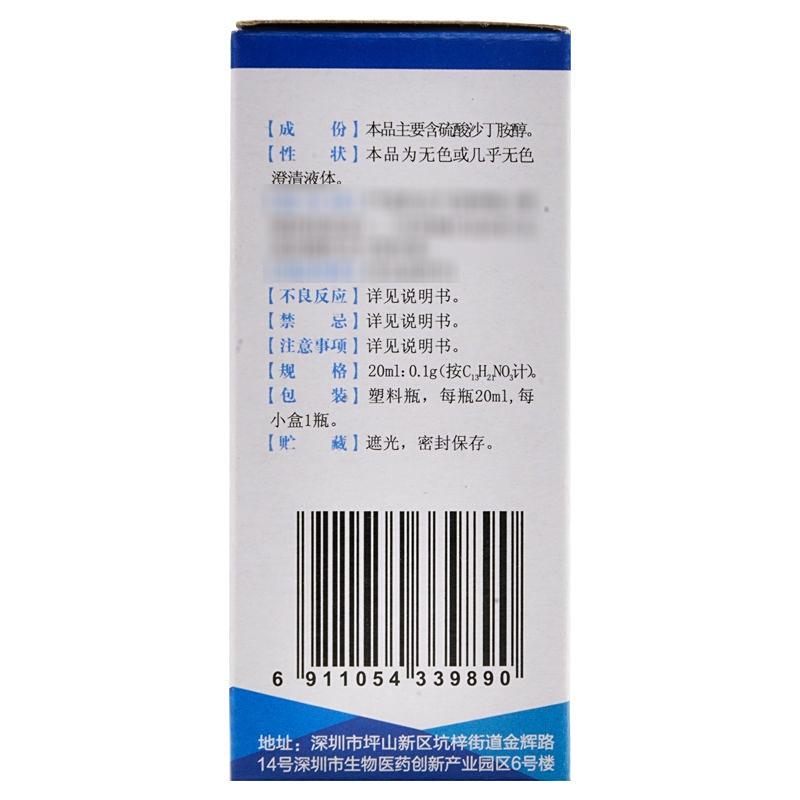 【成份】本品主要含硫酸沙丁胺醇。
【性状】本品为无色或几乎无色
澄清液体。
【不良反应】详见说明书。
【禁忌】详见说明书。
【注意事项】详见说明书。
【规格】20ml:0.1g(按C₁₃H₂₁NO₃计)。
【包装】塑料瓶，每瓶20ml,每
小盒1瓶。
【贮藏】遮光，密封保存。
6 911054 339890
地址：深圳市坪山新区坑梓街道金辉路
14号深圳市生物医药创新产业园区6号楼